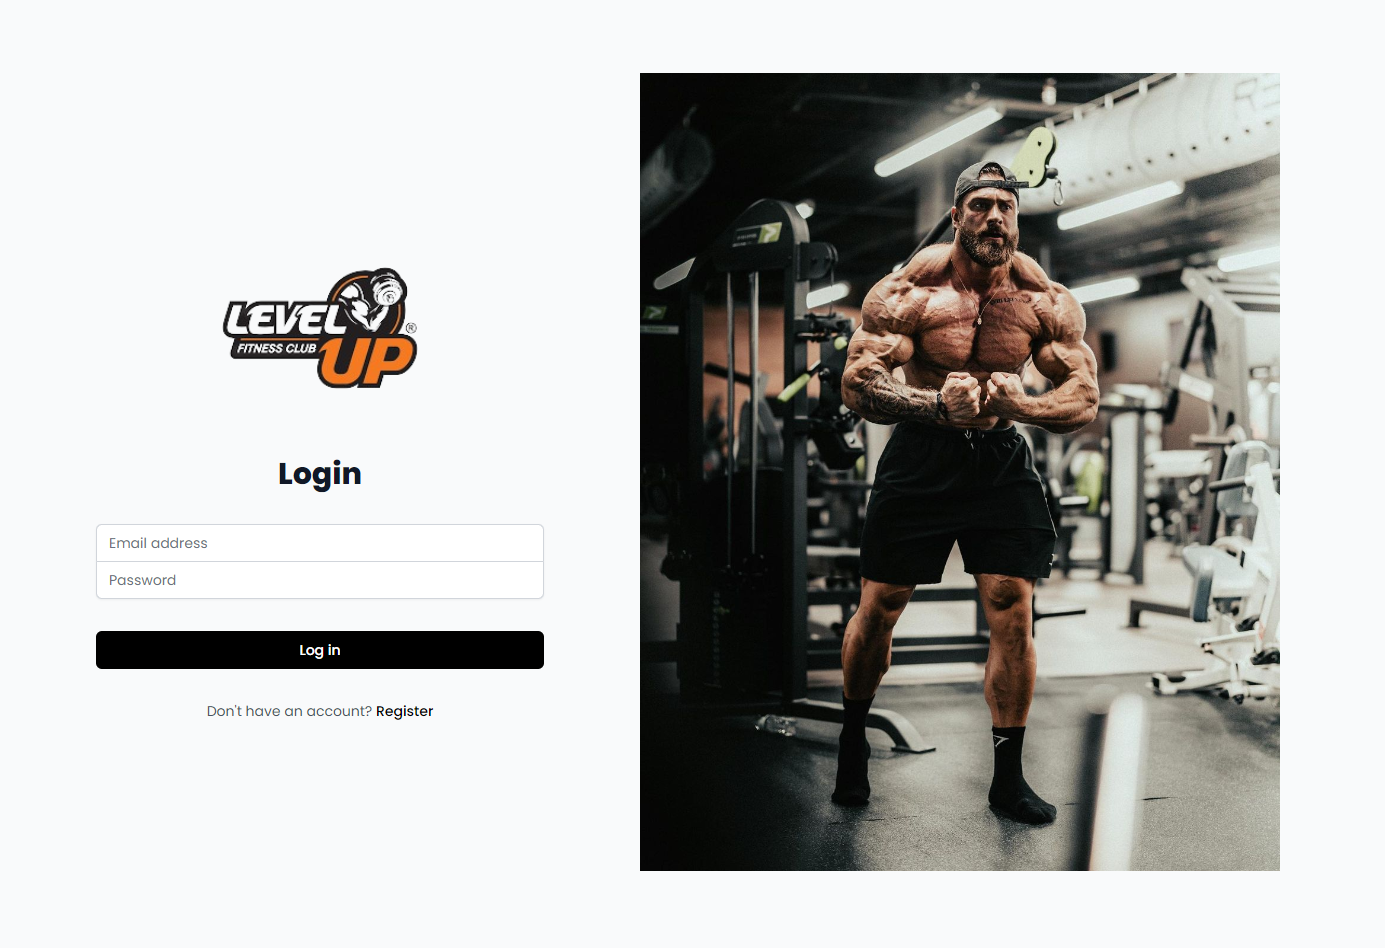 LEVEL
®
FITNESS CLUB
UP
Login
Email address
Password
Log in
Don't have an account? Register